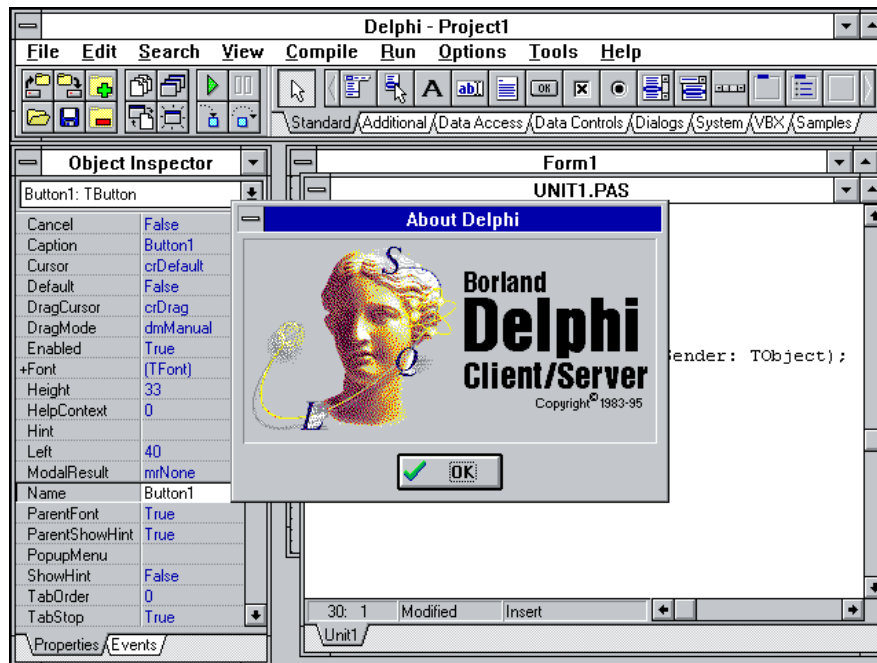 Delphi - Project1
File Edit Search View Compile Run Options Tools Help
A ab OK
Standard Additional Data Access Data Controls Dialogs System VBX Samples
Object Inspector
Button1: TButton
Cancel False
Caption Button1
Cursor crDefault
Default False
DragCursor crDrag
DragMode dmManual
Enabled True
+Font (TFont)
Height 33
HelpContext 0
Hint
Left 40
ModalResult mrNone
Name Button1
ParentFont True
ParentShowHint True
PopupMenu
ShowHint False
TabOrder 0
TabStop True
Properties Events
Form1
UNIT1.PAS
Sender: TObject);
30: 1 Modified Insert
Unit1
About Delphi
S
Q
L
Borland
Delphi
Client/Server
Copyright© 1983-95
OK